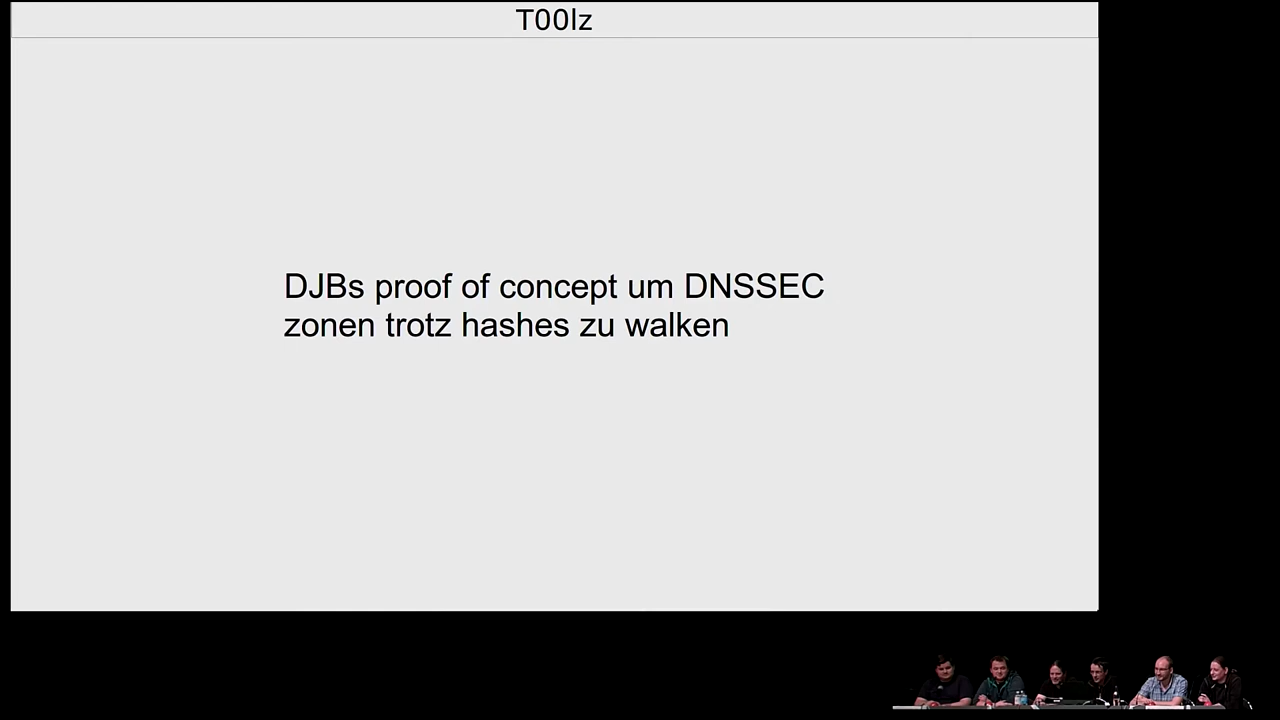 T00lz
DJBs proof of concept um DNSSEC
zonen trotz hashes zu walken